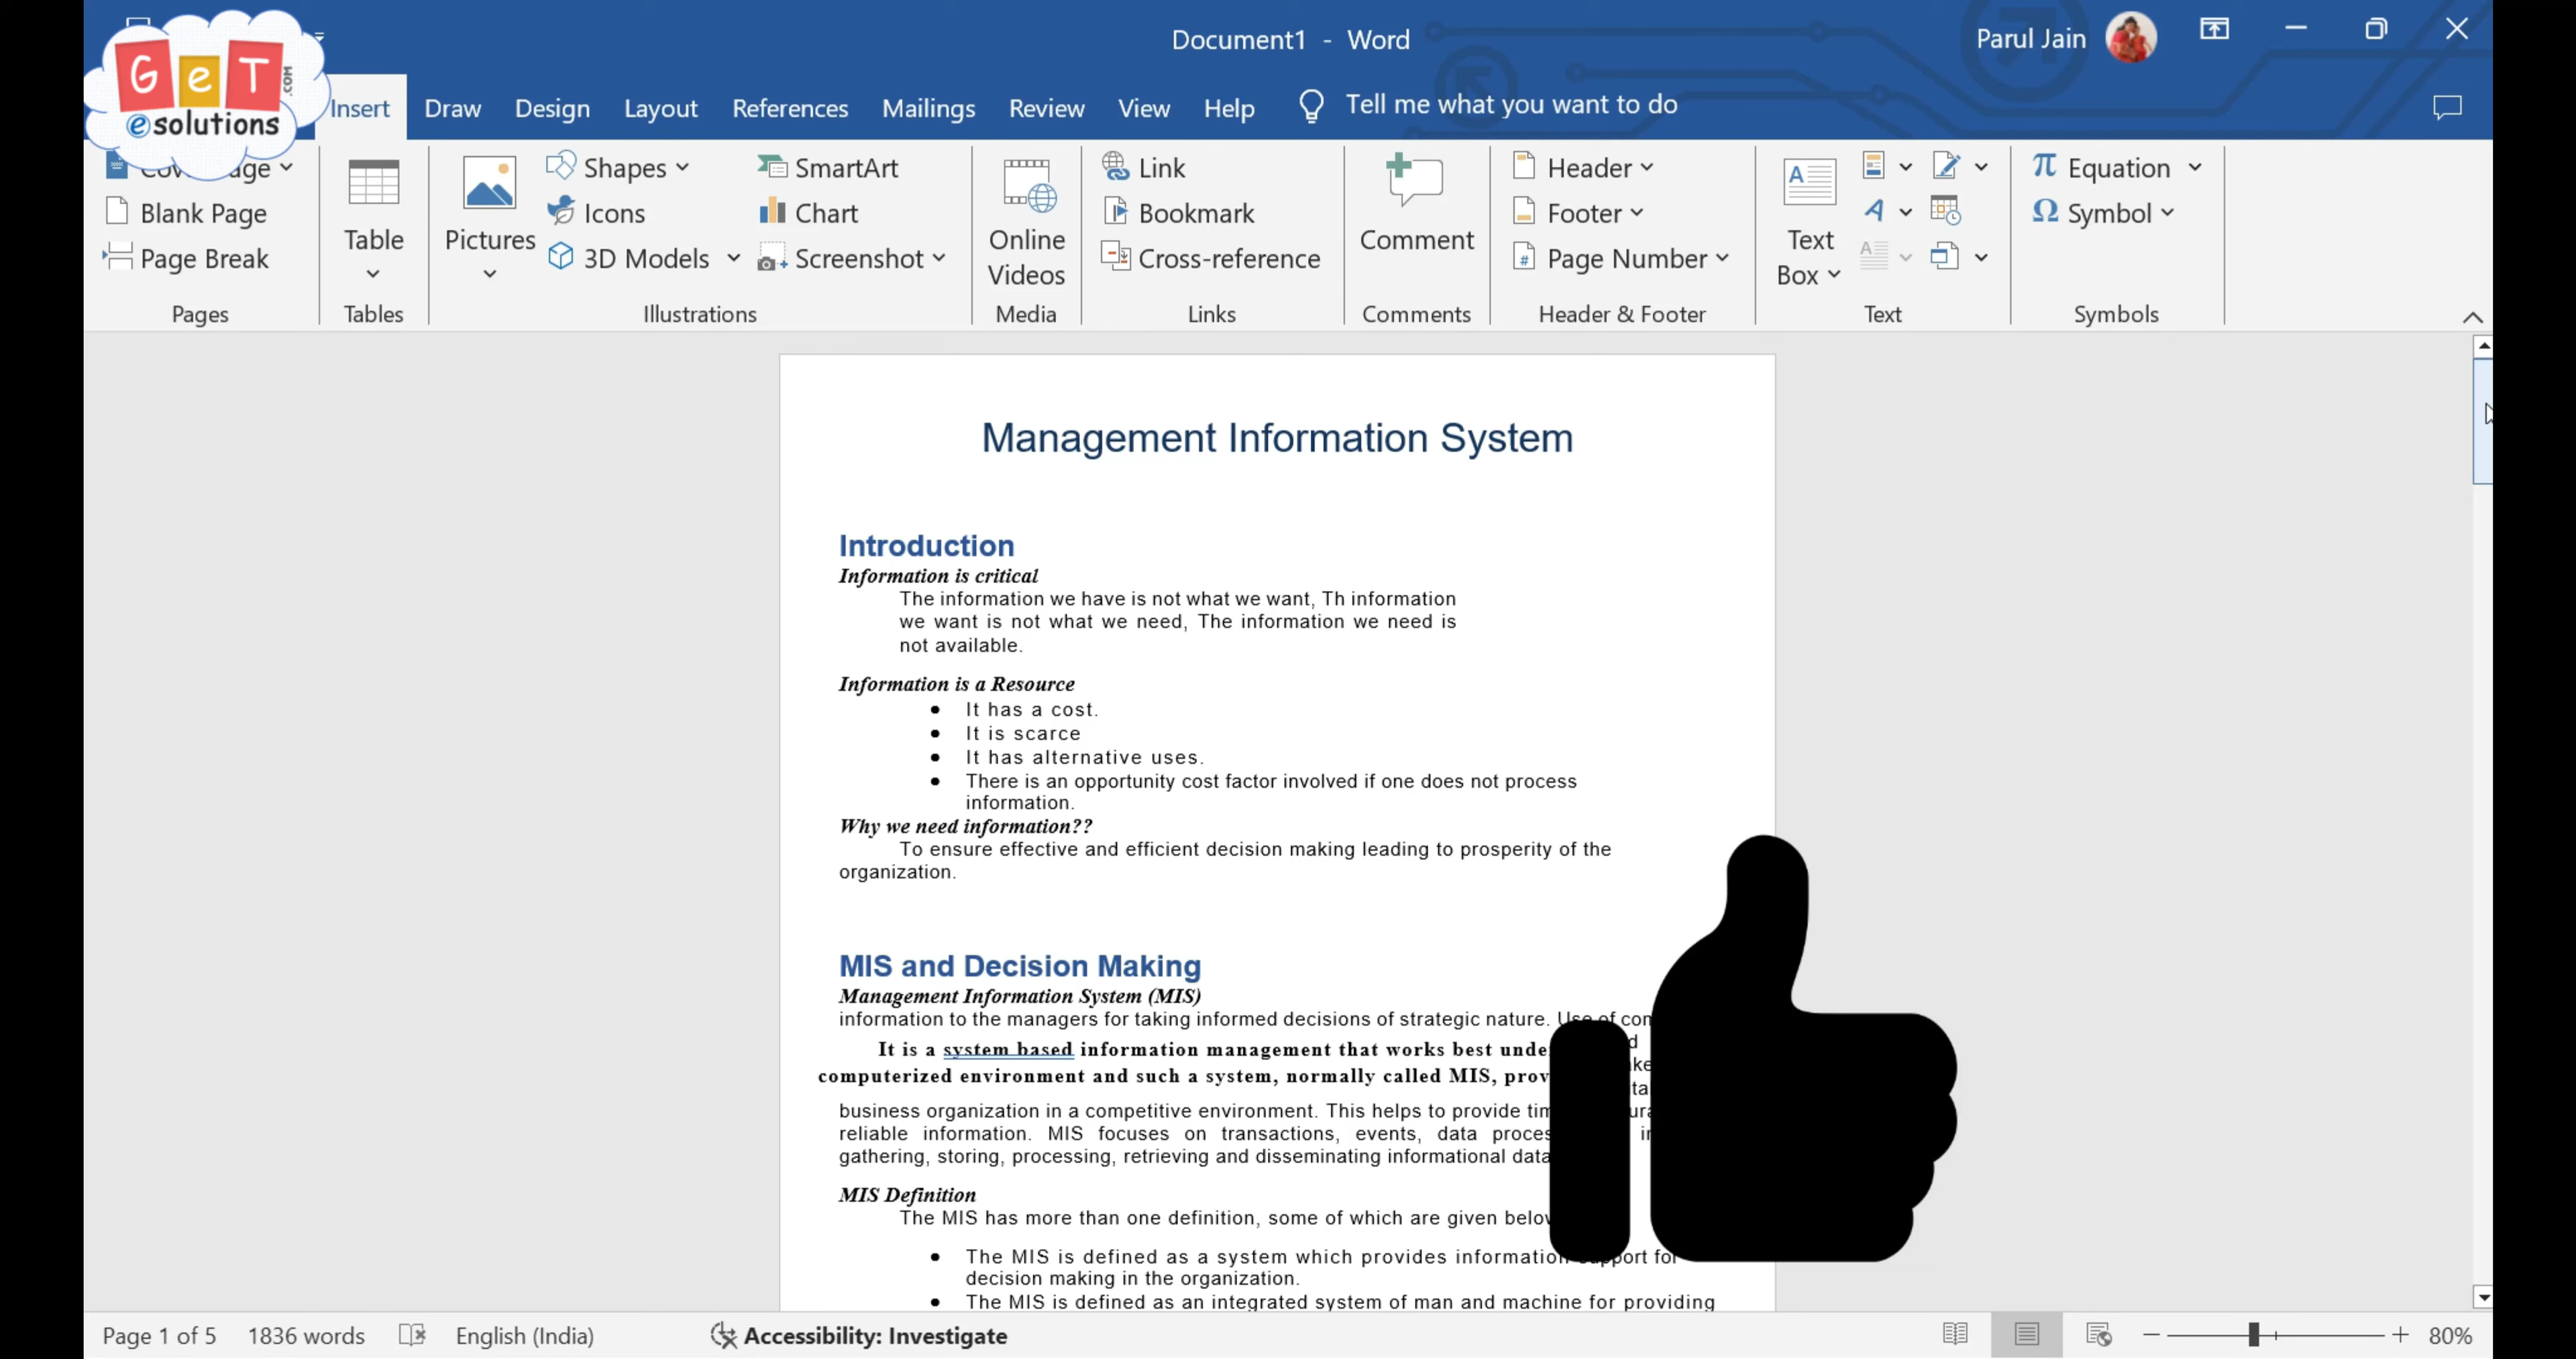 GeT.com
esolutions
Document1 - Word
Parul Jain
Insert
Draw
Design
Layout
References
Mailings
Review
View
Help
Tell me what you want to do
Blank Page
Page Break
Pages
Table
Tables
Pictures
Shapes
Icons
3D Models
SmartArt
Chart
Screenshot
Illustrations
Online
Videos
Media
Link
Bookmark
Cross-reference
Links
Comment
Comments
Header
Footer
Page Number
Header & Footer
Text
Box
Text
Equation
Symbol
Symbols
Management Information System
Introduction
Information is critical
The information we have is not what we want, Th information
we want is not what we need, The information we need is
not available.
Information is a Resource
• It has a cost.
• It is scarce
• It has alternative uses.
• There is an opportunity cost factor involved if one does not process
information.
Why we need information??
To ensure effective and efficient decision making leading to prosperity of the
organization.
MIS and Decision Making
Management Information System (MIS)
information to the managers for taking informed decisions of strategic nature. Use of
It is a system based information management that works best
computerized environment and such a system, normally called MIS,
business organization in a competitive environment. This helps to provide
reliable information. MIS focuses on transactions, events, data
gathering, storing, processing, retrieving and disseminating informational data
MIS Definition
The MIS has more than one definition, some of which are given
• The MIS is defined as a system which provides information support for
decision making in the organization.
• The MIS is defined as an integrated system of man and machine for providing
Page 1 of 5
1836 words
English (India)
Accessibility: Investigate
80%